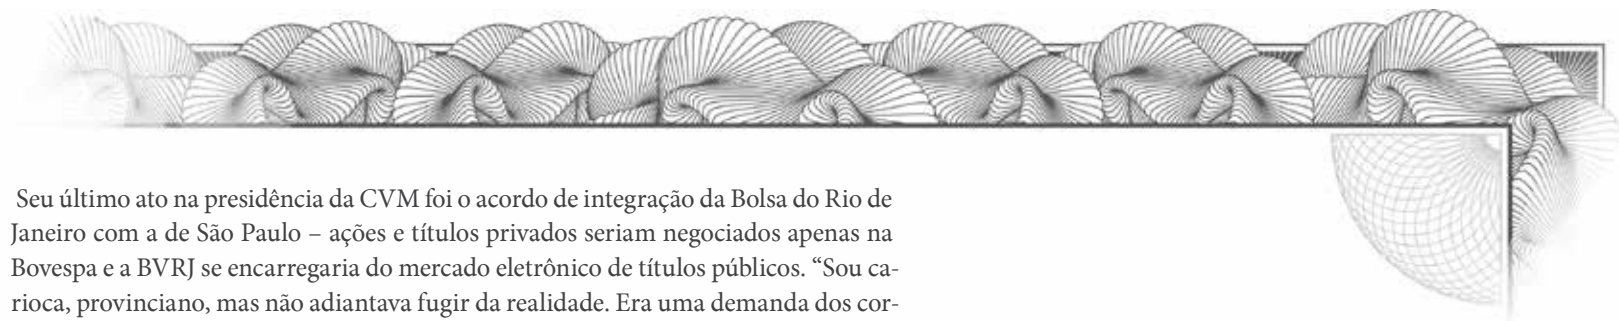 Seu último ato na presidência da CVM foi o acordo de integração da Bolsa do Rio de
Janeiro com a de São Paulo – ações e títulos privados seriam negociados apenas na
Bovespa e a BVRJ se encarregaria do mercado eletrônico de títulos públicos. “Sou ca-
rioca, provinciano, mas não adiantava fugir da realidade. Era uma demanda dos cor-